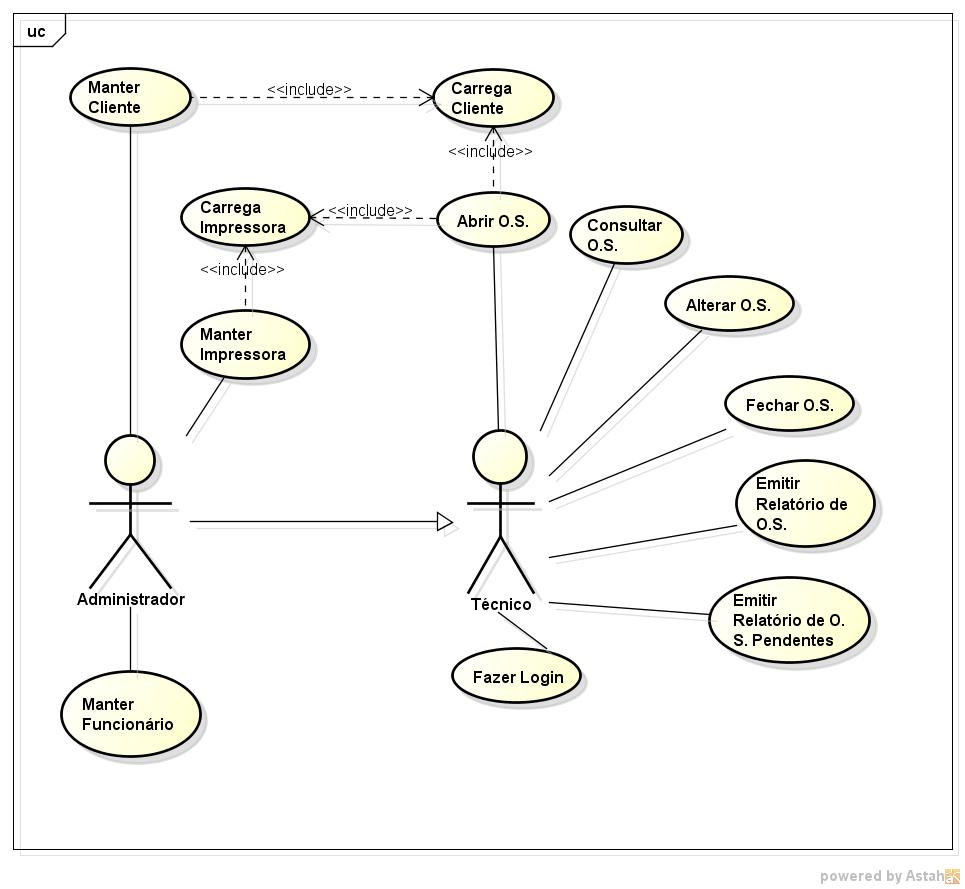 uc
Manter
Cliente
<<include>>
Carrega
Cliente
<<include>>
Carrega
Impressora
<<include>>
Abrir O.S.
Consultar
O.S.
<<include>>
Manter
Impressora
Alterar O.S.
Fechar O.S.
Emitir
Relatório de
O.S.
Administrador
Técnico
Emitir
Relatório de O.
S. Pendentes
Fazer Login
Manter
Funcionário
powered by Astah